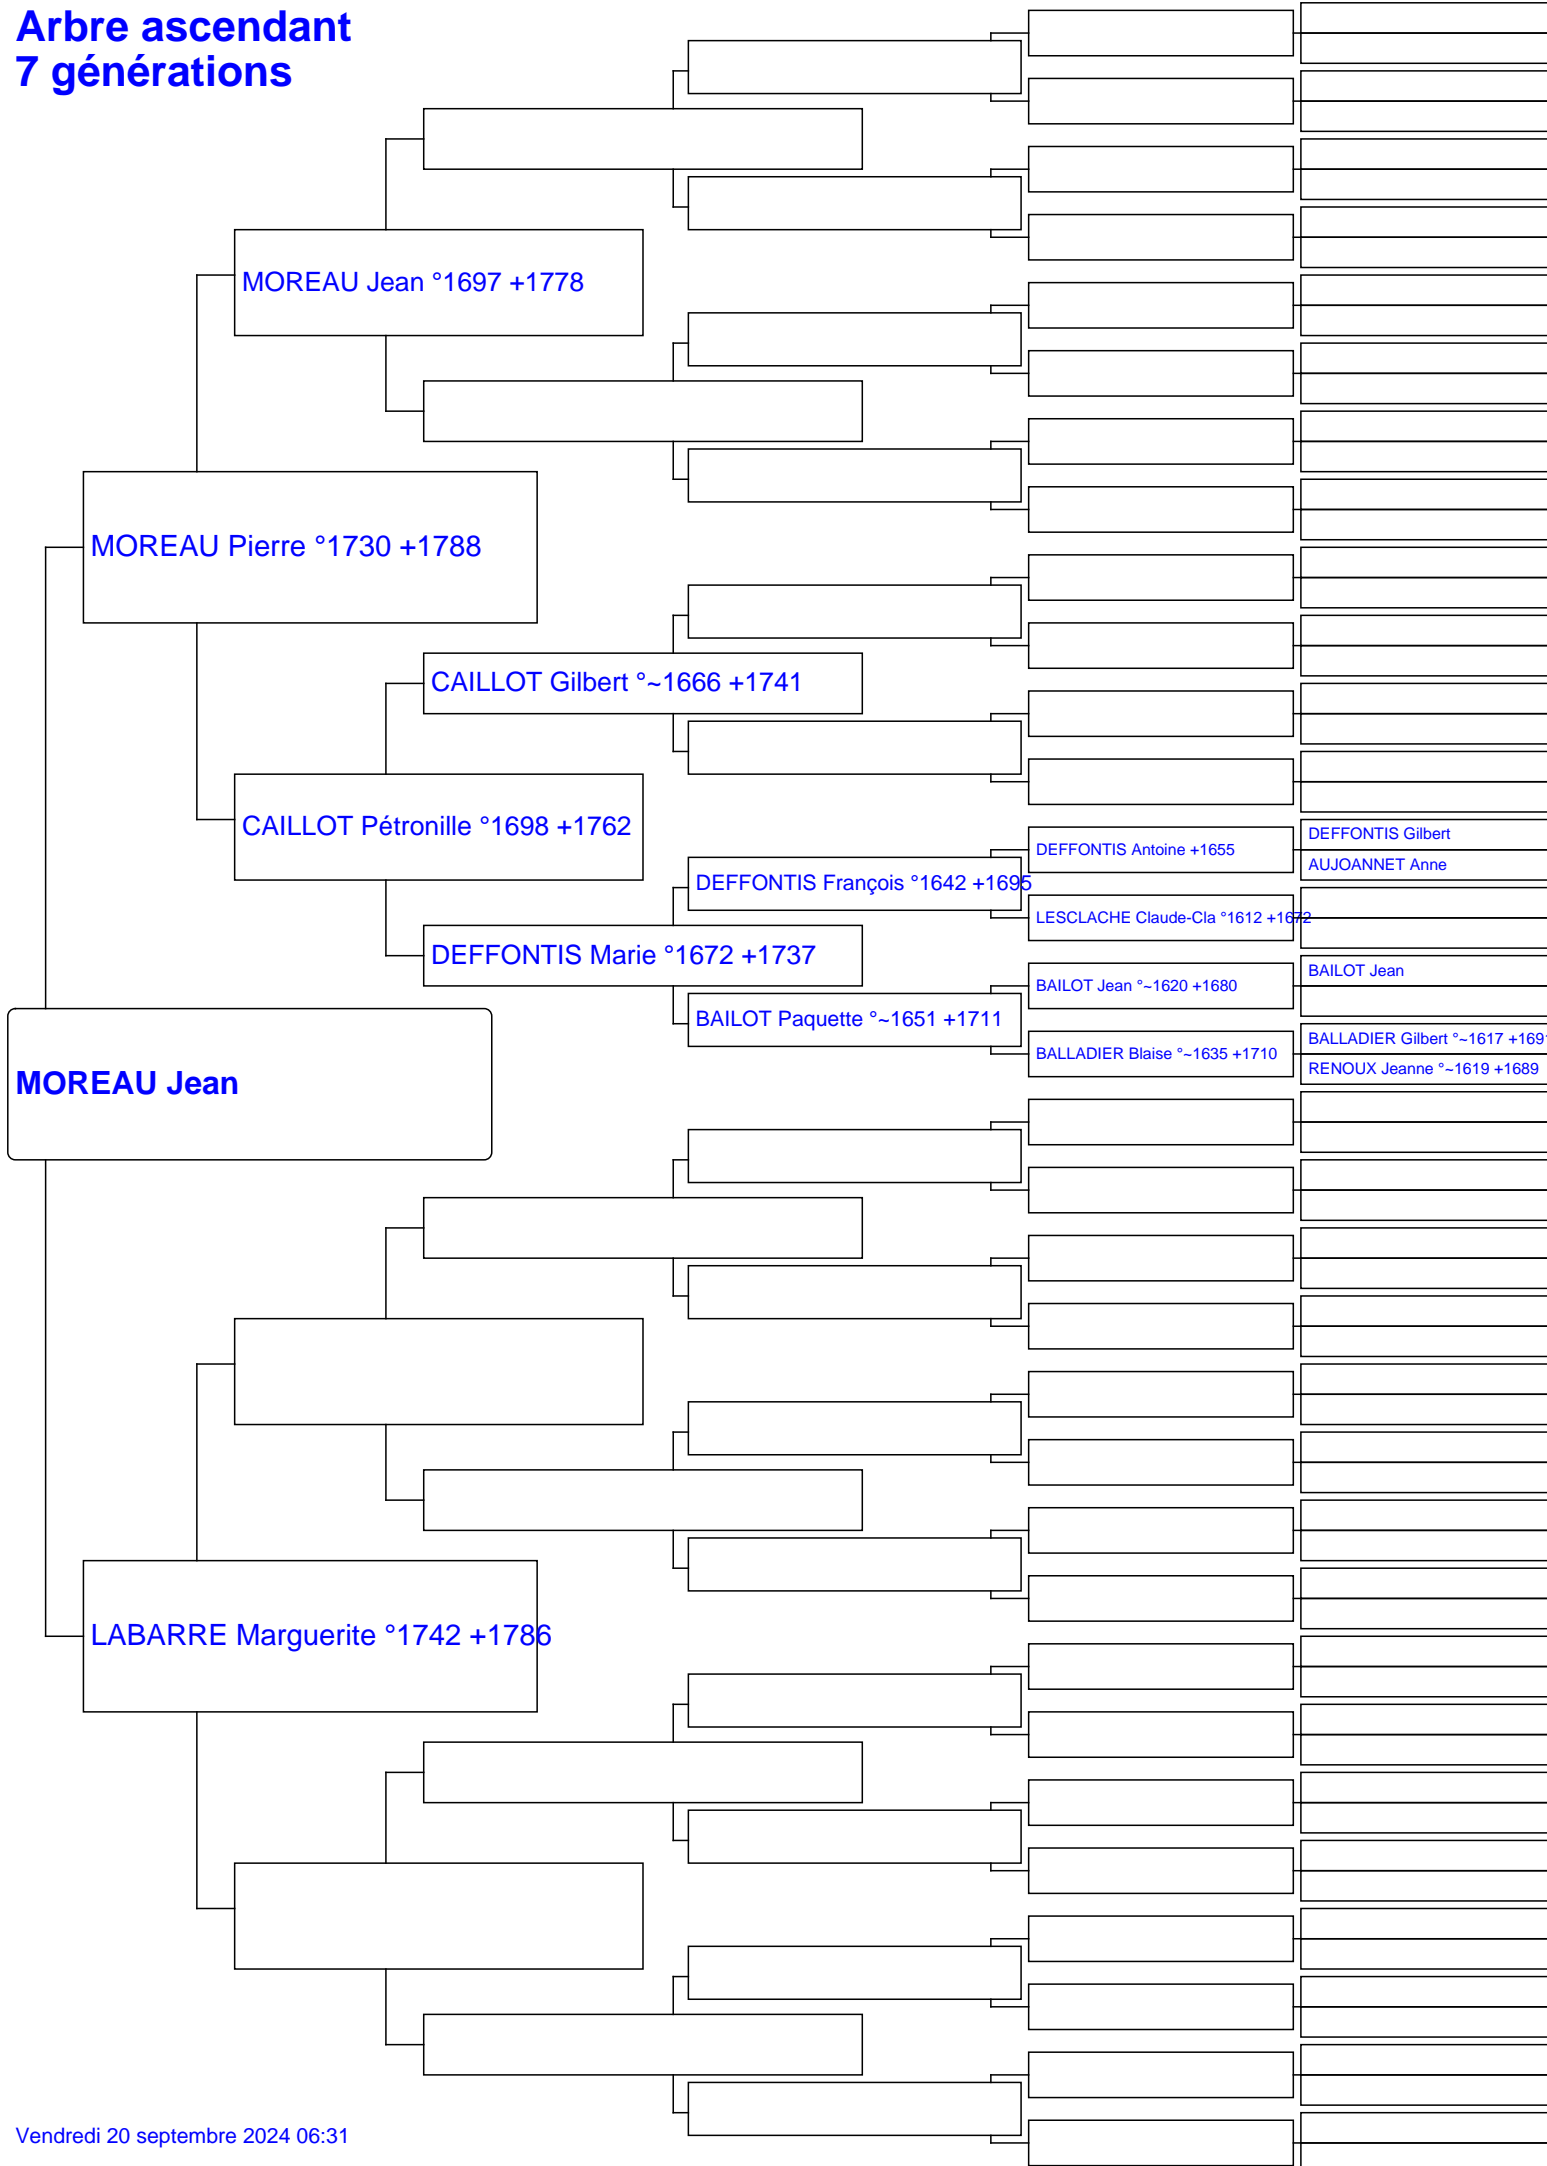 Arbre ascendant
7 générations
MOREAU Jean °1697 +1778
MOREAU Pierre °1730 +1788
CAILLOT Gilbert °~1666 +1741
CAILLOT Pétronille °1698 +1762
DEFFONTIS Antoine +1655
DEFFONTIS Gilbert
AUJOANNET Anne
DEFFONTIS François °1642 +1695
LESCLACHE Claude-Cla °1612 +1672
DEFFONTIS Marie °1672 +1737
BAILOT Jean °~1620 +1680
BAILOT Jean
BAILOT Paquette °~1651 +1711
BALLADIER Blaise °~1635 +1710
BALLADIER Gilbert °~1617 +1691
RENOUX Jeanne °~1619 +1689
MOREAU Jean
LABARRE Marguerite °1742 +1786
Vendredi 20 septembre 2024 06:31